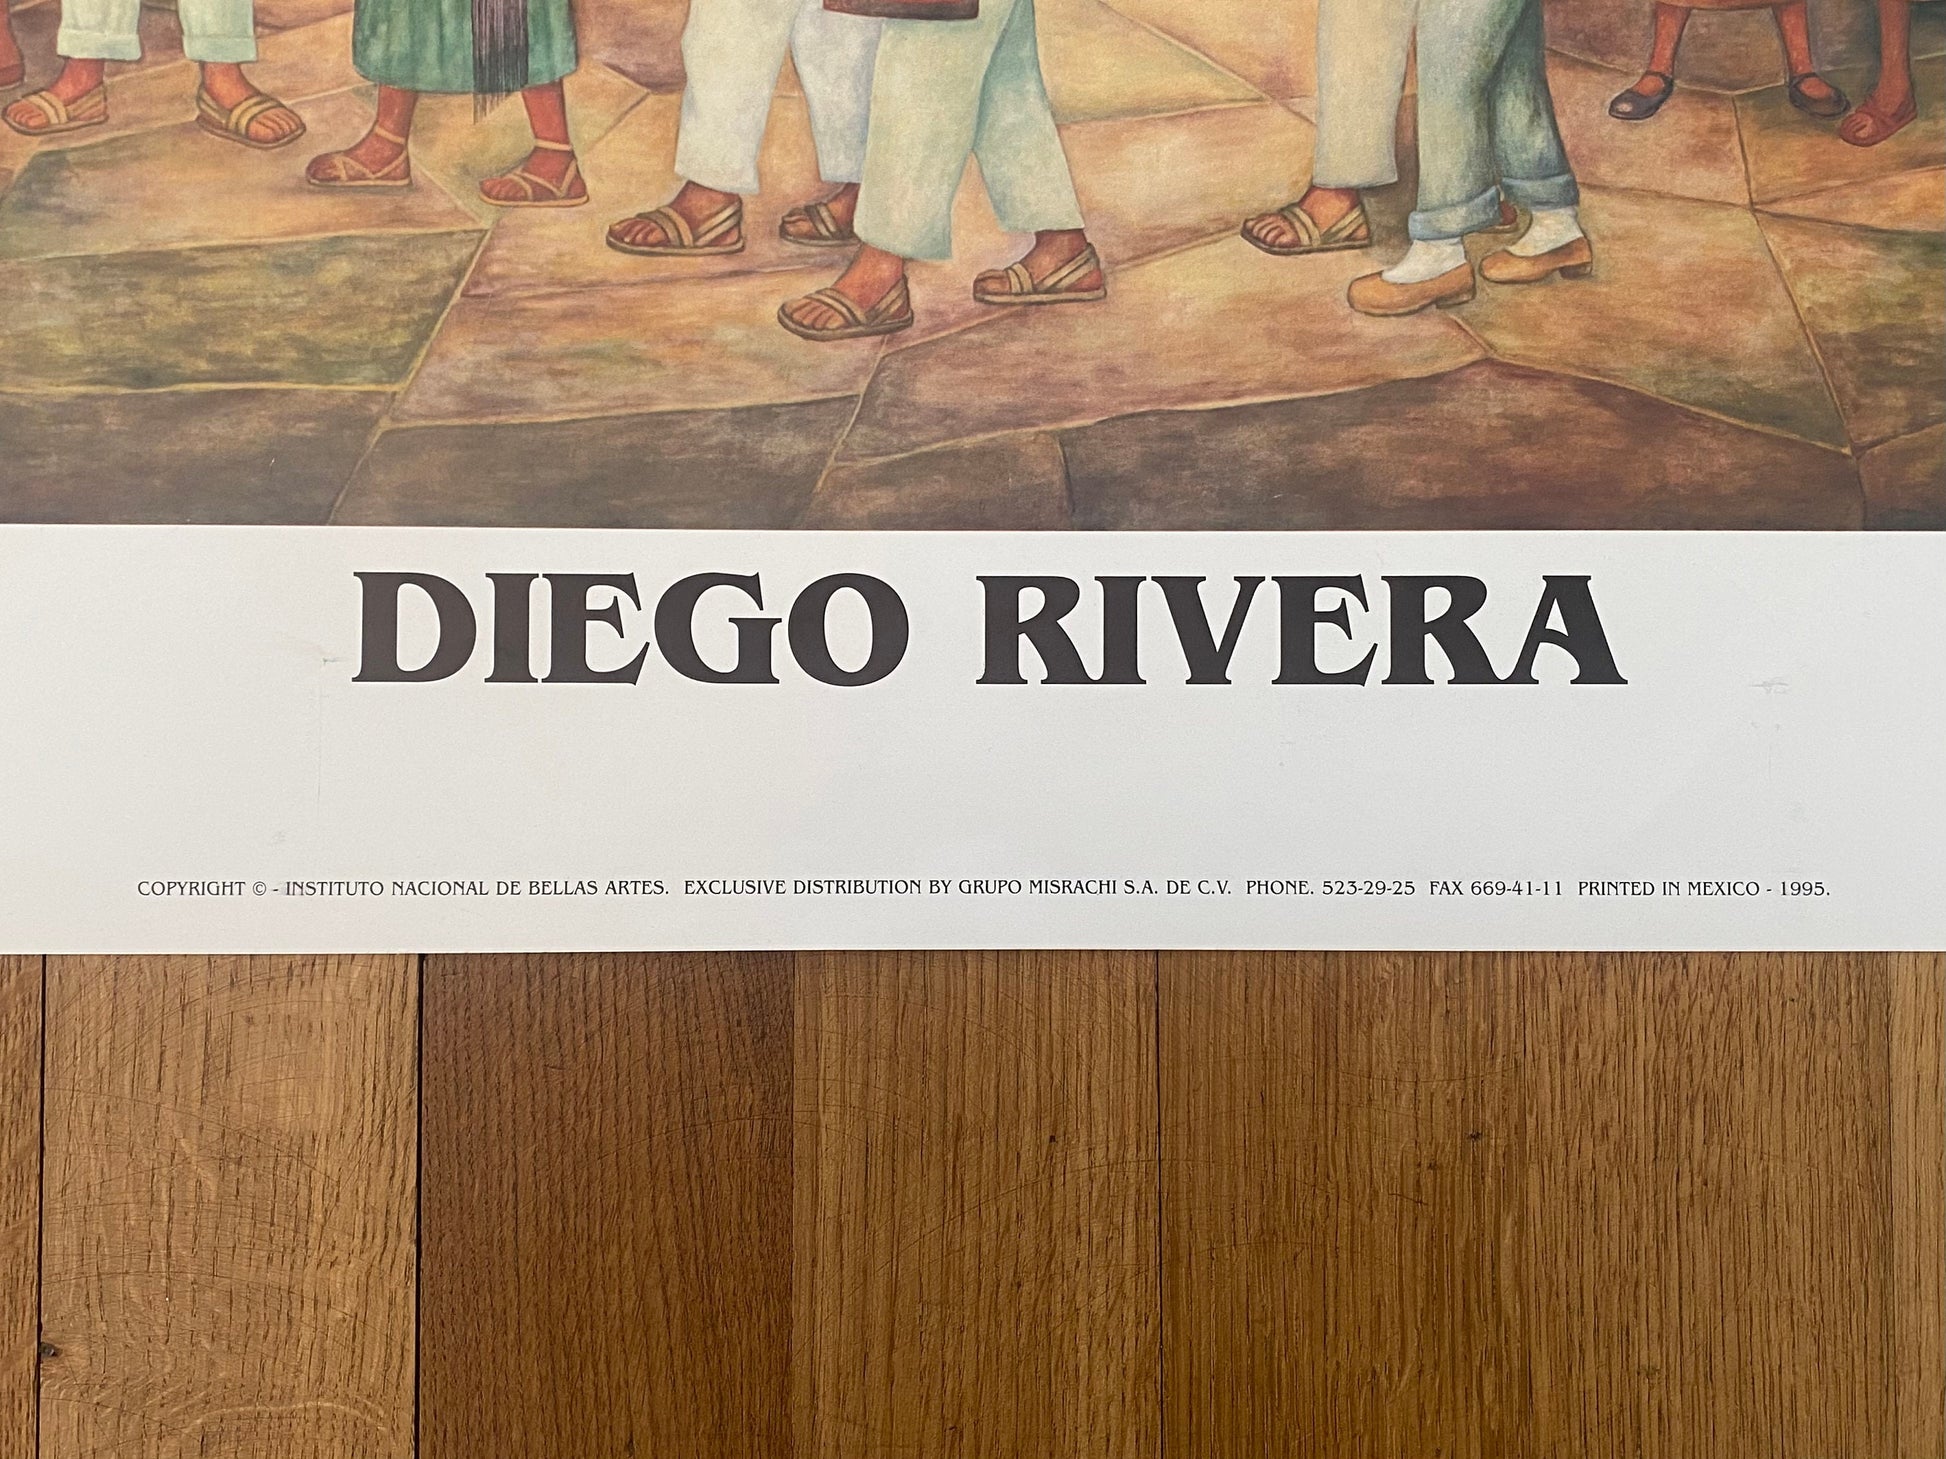 DIEGO RIVERA
COPYRIGHT © - INSTITUTO NACIONAL DE BELLAS ARTES. EXCLUSIVE DISTRIBUTION BY GRUPO MISRACHI S.A. DE C.V. PHONE. 523-29-25 FAX 669-41-11 PRINTED IN MEXICO - 1995.